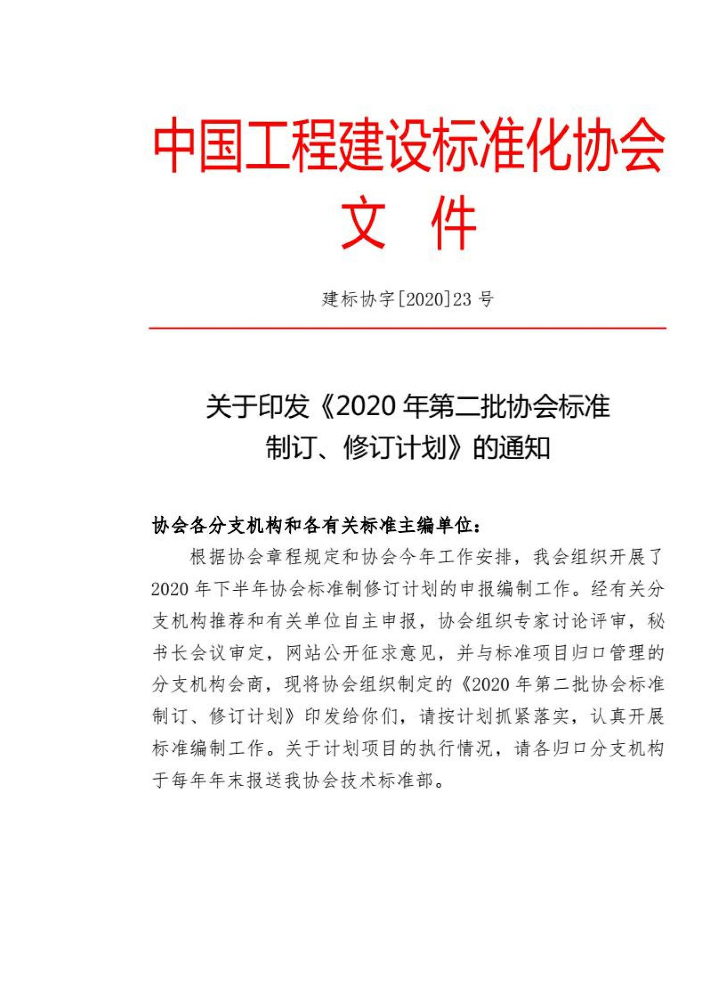 中国工程建设标准化协会
文 件
建标协字[2020]23 号
关于印发《2020 年第二批协会标准
制订、修订计划》的通知
协会各分支机构和各有关标准主编单位：
根据协会章程规定和协会今年工作安排，我会组织开展了
2020 年下半年协会标准制修订计划的申报编制工作。经有关分
支机构推荐和有关单位自主申报，协会组织专家讨论评审，秘
书长会议审定，网站公开征求意见，并与标准项目归口管理的
分支机构会商，现将协会组织制定的《2020 年第二批协会标准
制订、修订计划》印发给你们，请按计划抓紧落实，认真开展
标准编制工作。关于计划项目的执行情况，请各归口分支机构
于每年年末报送我协会技术标准部。